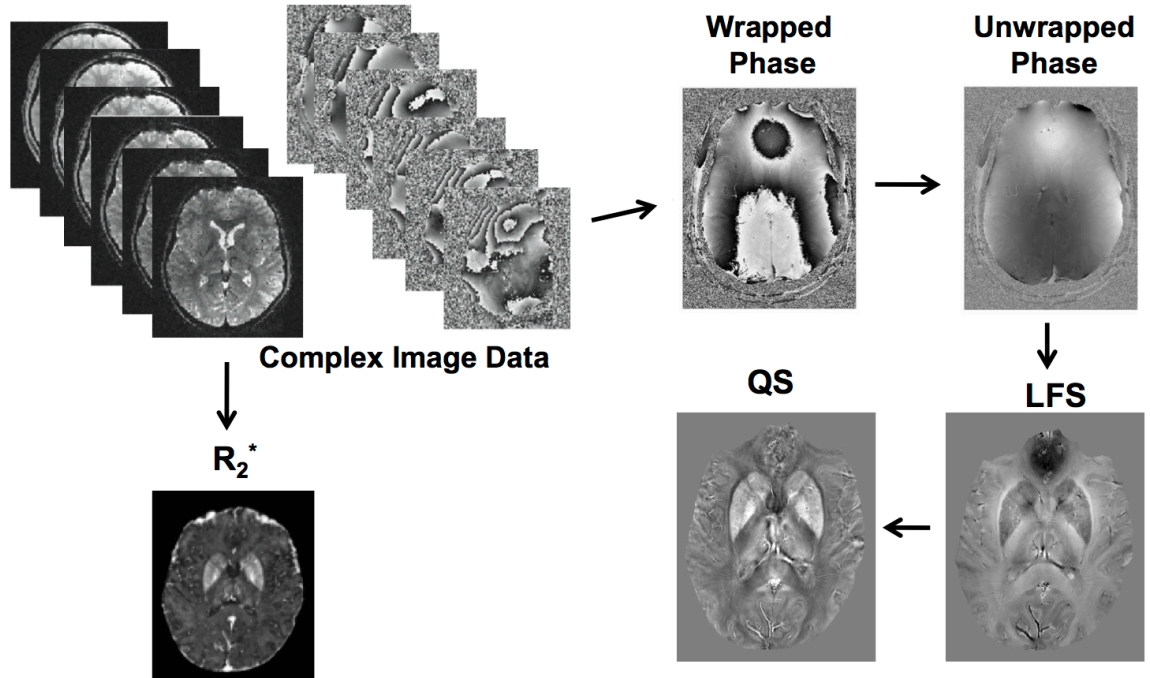 Wrapped
Phase
Unwrapped
Phase
Complex Image Data
QS
LFS
R₂*